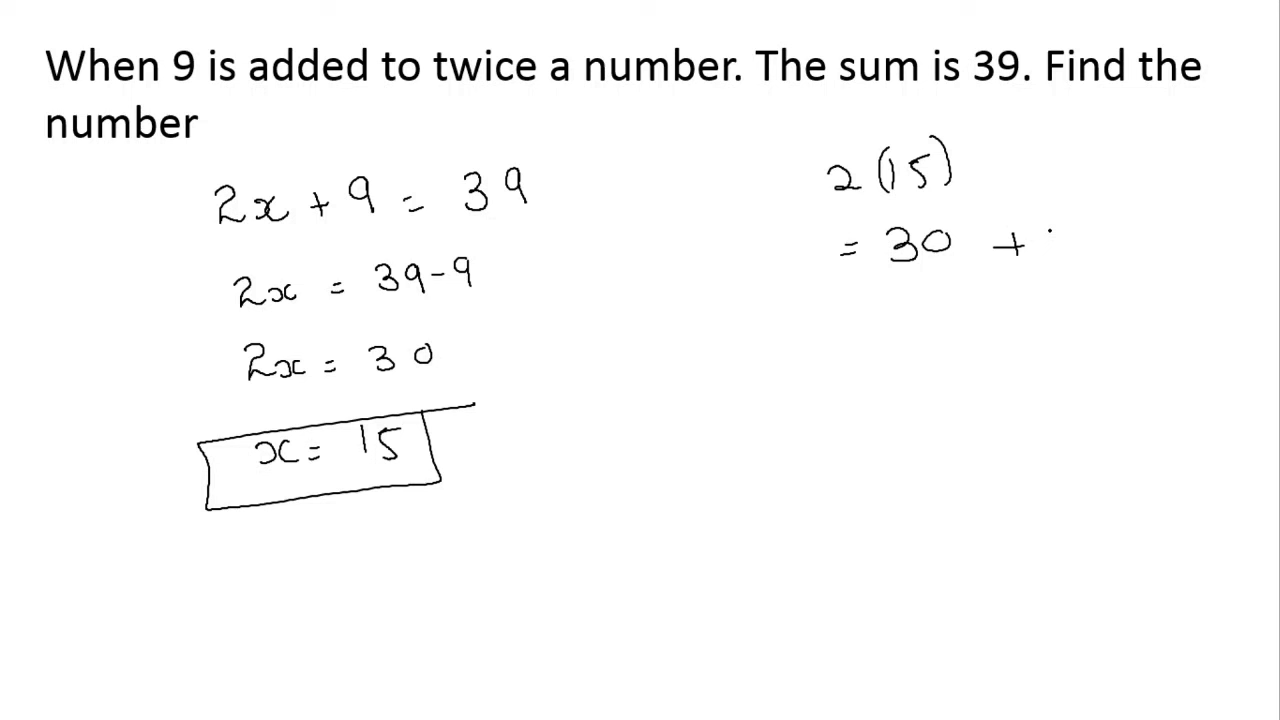 When 9 is added to twice a number. The sum is 39. Find the
number
2x + 9 = 39
2x = 39-9
2x = 30
x = 15
2 (15)
= 30 +